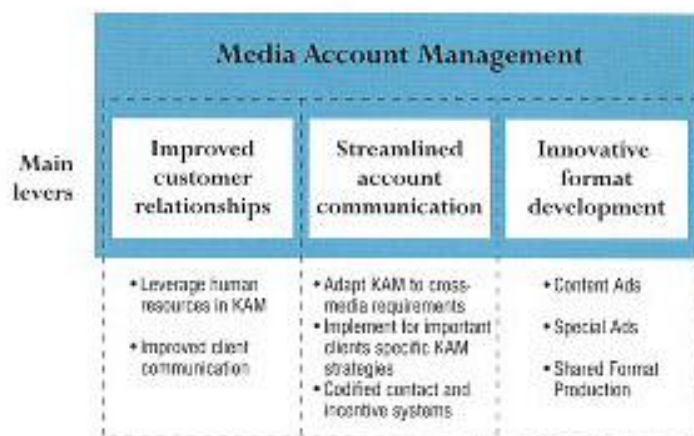 Media Account Management
Main
levers
Improved
customer
relationships
Streamlined
account
communication
Innovative
format
development
• Leverage human
resources in KAM
• Improved client
communication
• Adapt KAM to cross-
media requirements
• Implement for important
clients specific KAM
strategies
• Codified contact and
incentive systems
• Content Ads
• Special Ads
• Shared Format
Production